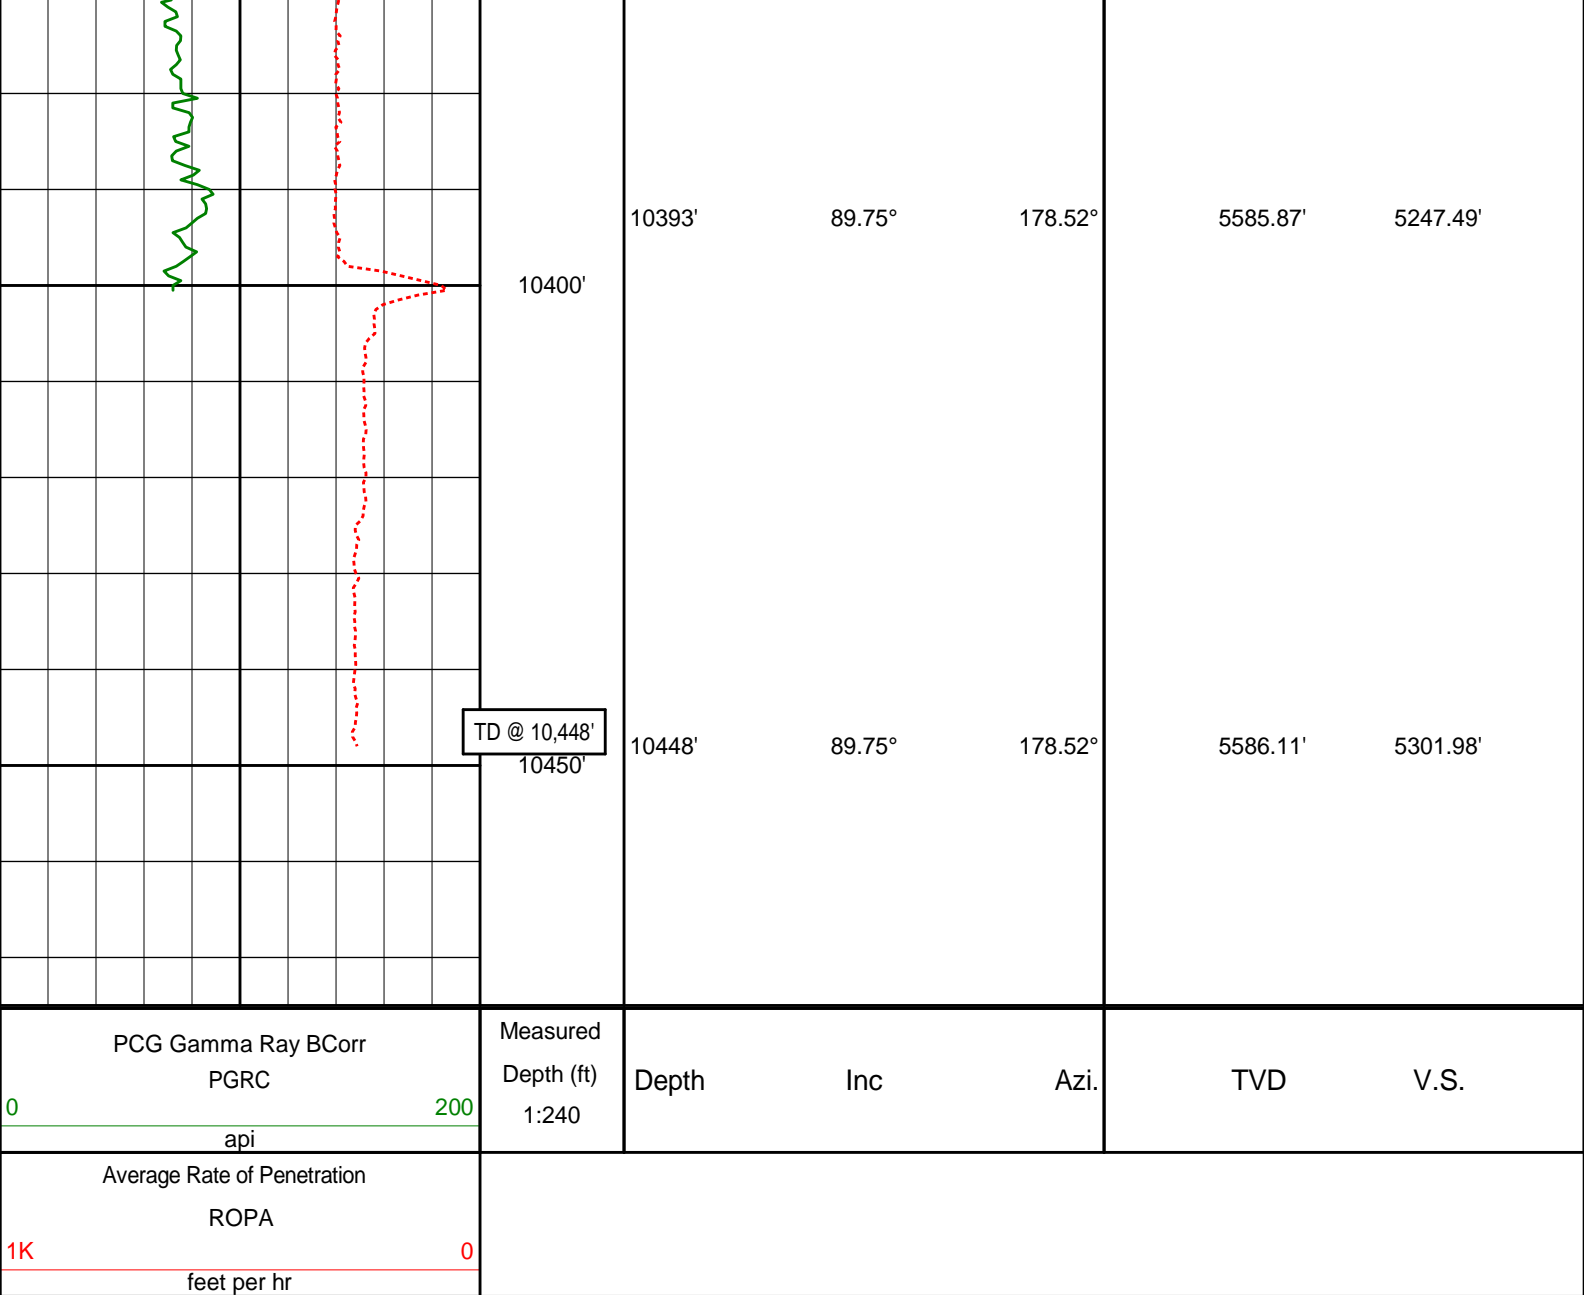 10393' 89.75° 178.52° 5585.87' 5247.49'
10400'
TD @ 10,448'
10448' 89.75° 178.52° 5586.11' 5301.98'
10450'
PCG Gamma Ray BCorr
PGRC
0 200
api
Measured
Depth (ft)
1:240
Depth Inc Azi. TVD V.S.
Average Rate of Penetration
ROPA
1K 0
feet per hr